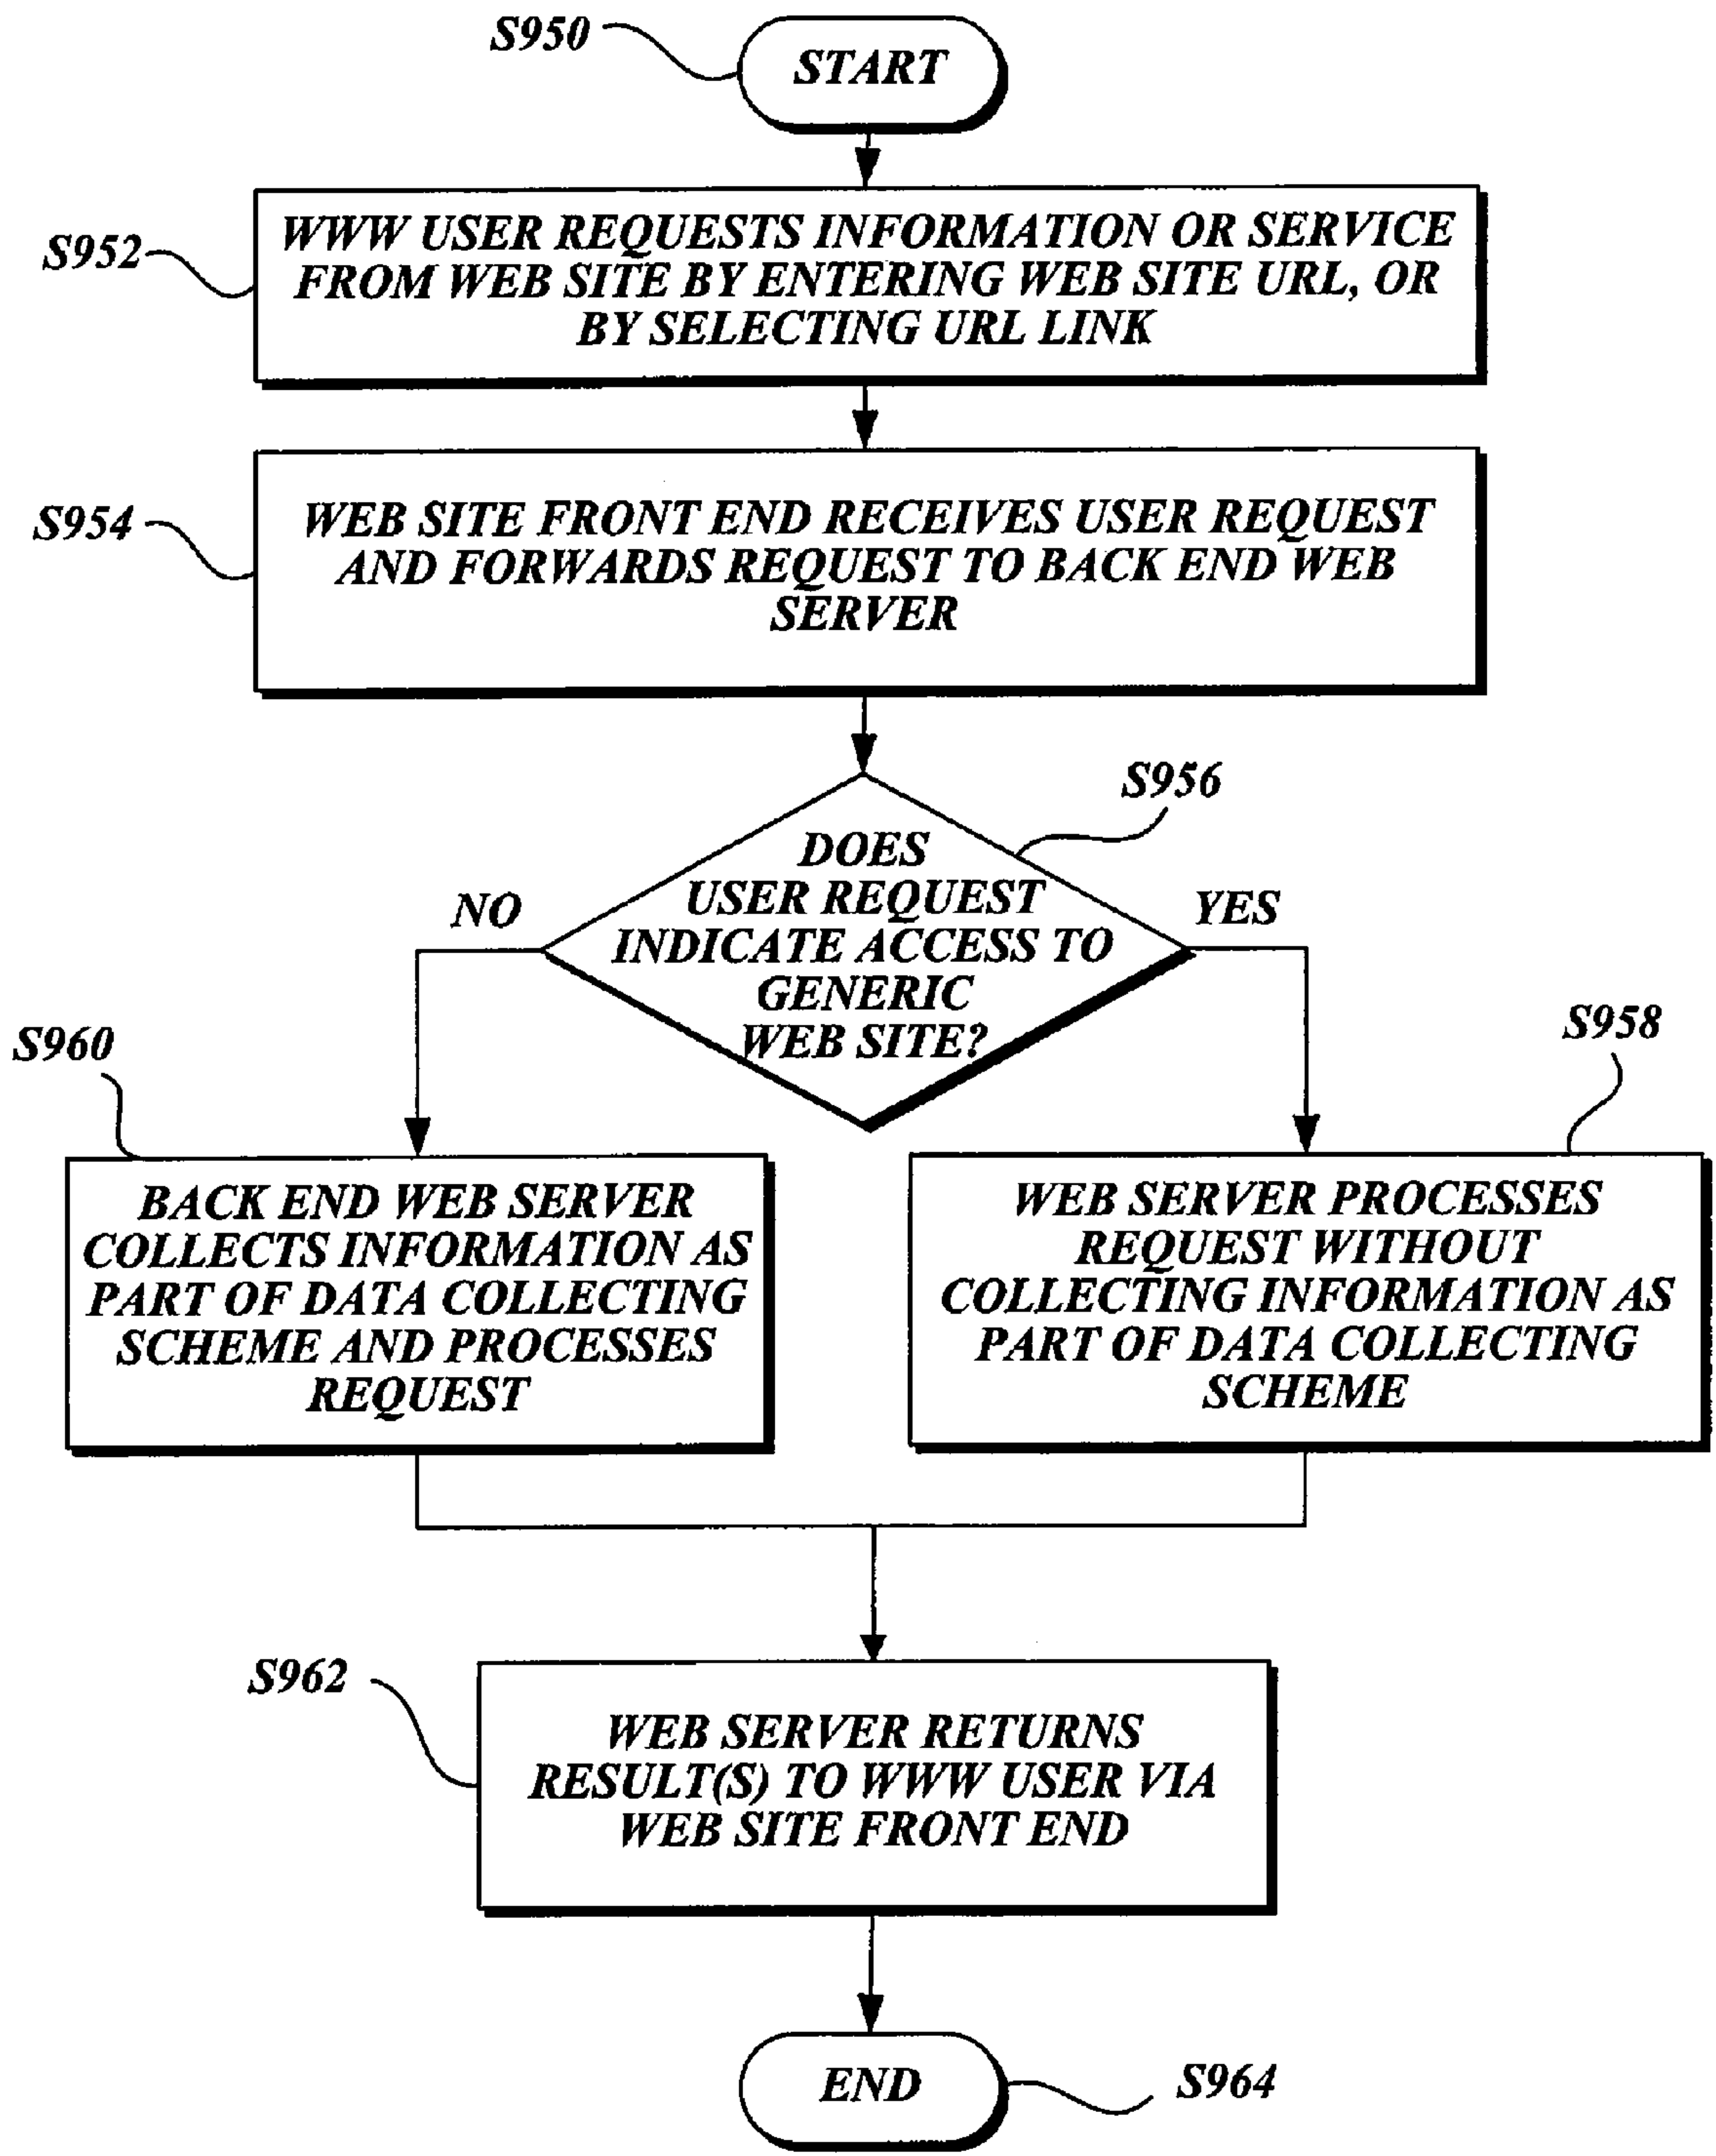 S950
START
S952
WWW USER REQUESTS INFORMATION OR SERVICE
FROM WEB SITE BY ENTERING WEB SITE URL, OR
BY SELECTING URL LINK
S954
WEB SITE FRONT END RECEIVES USER REQUEST
AND FORWARDS REQUEST TO BACK END WEB
SERVER
S956
DOES
USER REQUEST
INDICATE ACCESS TO
GENERIC
WEB SITE?
NO
YES
S960
BACK END WEB SERVER
COLLECTS INFORMATION AS
PART OF DATA COLLECTING
SCHEME AND PROCESSES
REQUEST
S958
WEB SERVER PROCESSES
REQUEST WITHOUT
COLLECTING INFORMATION AS
PART OF DATA COLLECTING
SCHEME
S962
WEB SERVER RETURNS
RESULT(S) TO WWW USER VIA
WEB SITE FRONT END
END
S964